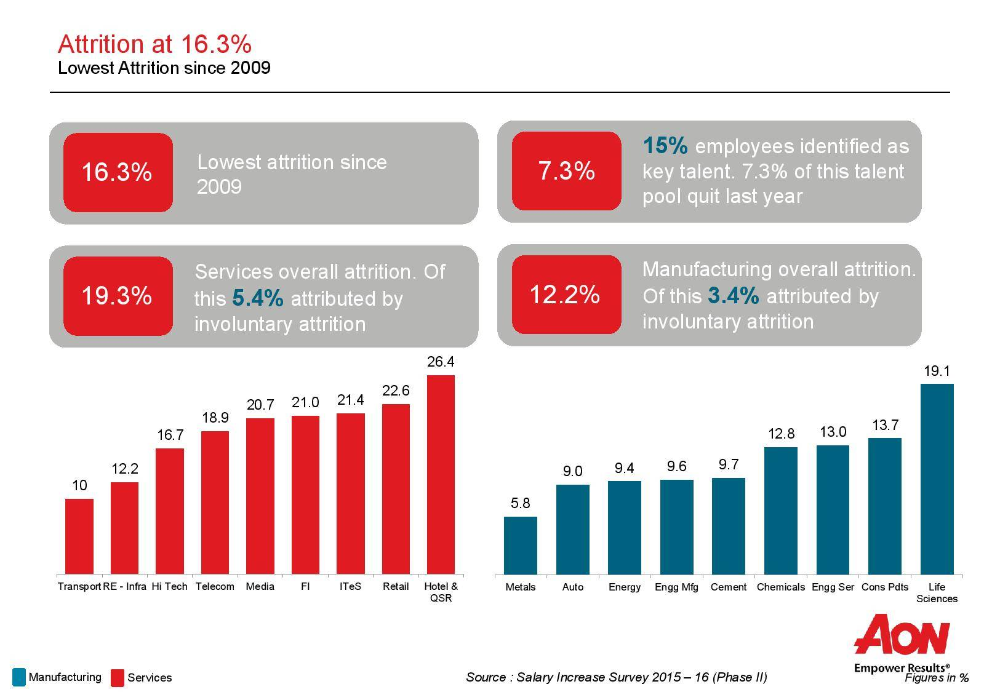 Attrition at 16.3%
Lowest Attrition since 2009
16.3%
Lowest attrition since
2009
7.3%
15% employees identified as
key talent. 7.3% of this talent
pool quit last year
19.3%
Services overall attrition. Of
this 5.4% attributed by
involuntary attrition
12.2%
Manufacturing overall attrition.
Of this 3.4% attributed by
involuntary attrition
10
12.2
16.7
18.9
20.7
21.0
21.4
22.6
26.4
Transport RE - Infra Hi Tech Telecom Media FI ITeS Retail Hotel &
QSR
5.8
9.0
9.4
9.6
9.7
12.8
13.0
13.7
19.1
Metals Auto Energy Engg Mfg Cement Chemicals Engg Ser Cons Pdts Life
Sciences
AON
Empower Results®
Manufacturing Services
Source : Salary Increase Survey 2015 – 16 (Phase II)
Figures in %